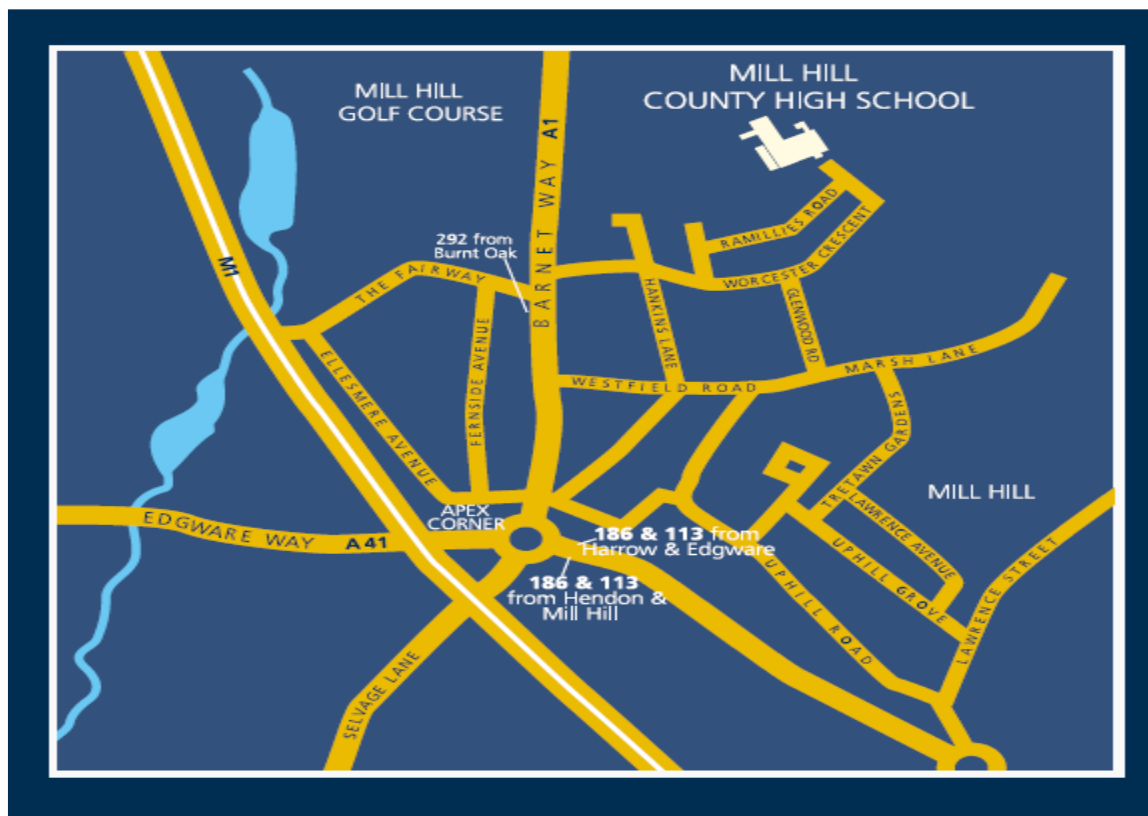 MILL HILL
COUNTY HIGH SCHOOL
MILL HILL
GOLF COURSE
BARNET WAY A1
M1
292 from
Burnt Oak
THE FAIRWAY
RAMILLIES ROAD
WORCESTER CRESCENT
HANKINS LANE
GLENWOOD RD
FERNSIDE AVENUE
ELLESMERE AVENUE
WESTFIELD ROAD
MARSH LANE
TRETAWN GARDENS
MILL HILL
LAWRENCE AVENUE
APEX
CORNER
EDGWARE WAY A41
186 & 113 from
Harrow & Edgware
186 & 113
from Hendon &
Mill Hill
UPHILL GROVE
UPHILL ROAD
LAWRENCE STREET
SELVAGE LANE